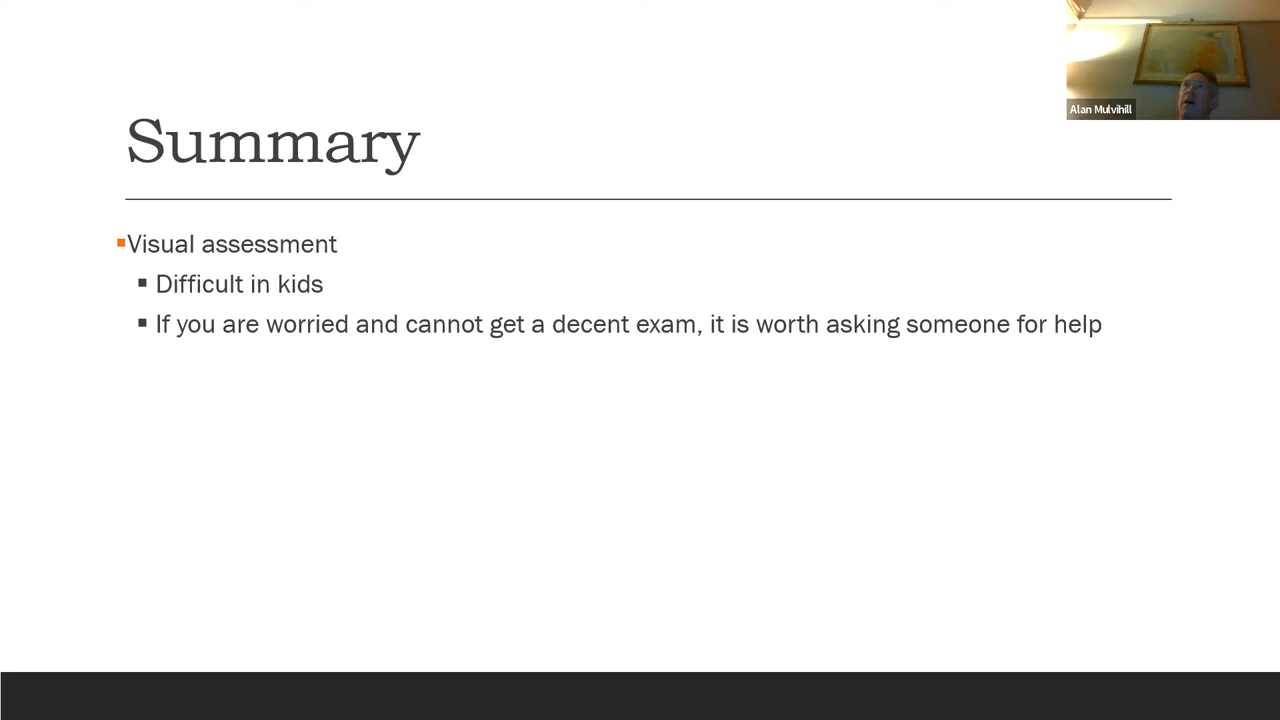 Alan Mulvihill
Summary
Visual assessment
Difficult in kids
If you are worried and cannot get a decent exam, it is worth asking someone for help